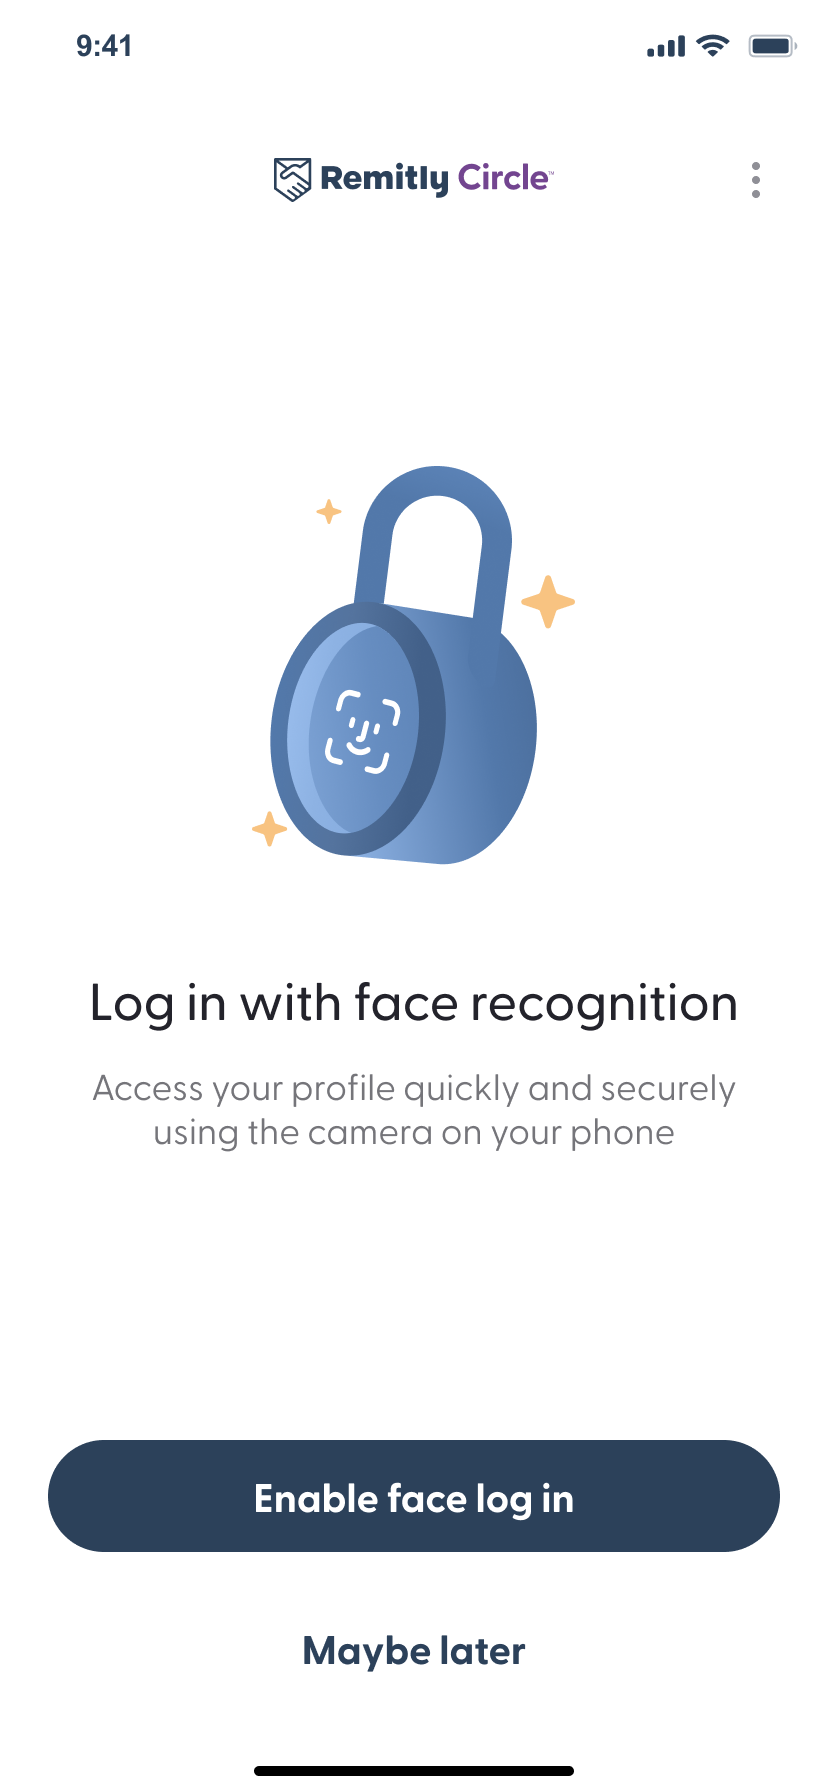 9:41
Remitly Circle™
Log in with face recognition
Access your profile quickly and securely
using the camera on your phone
Enable face log in
Maybe later